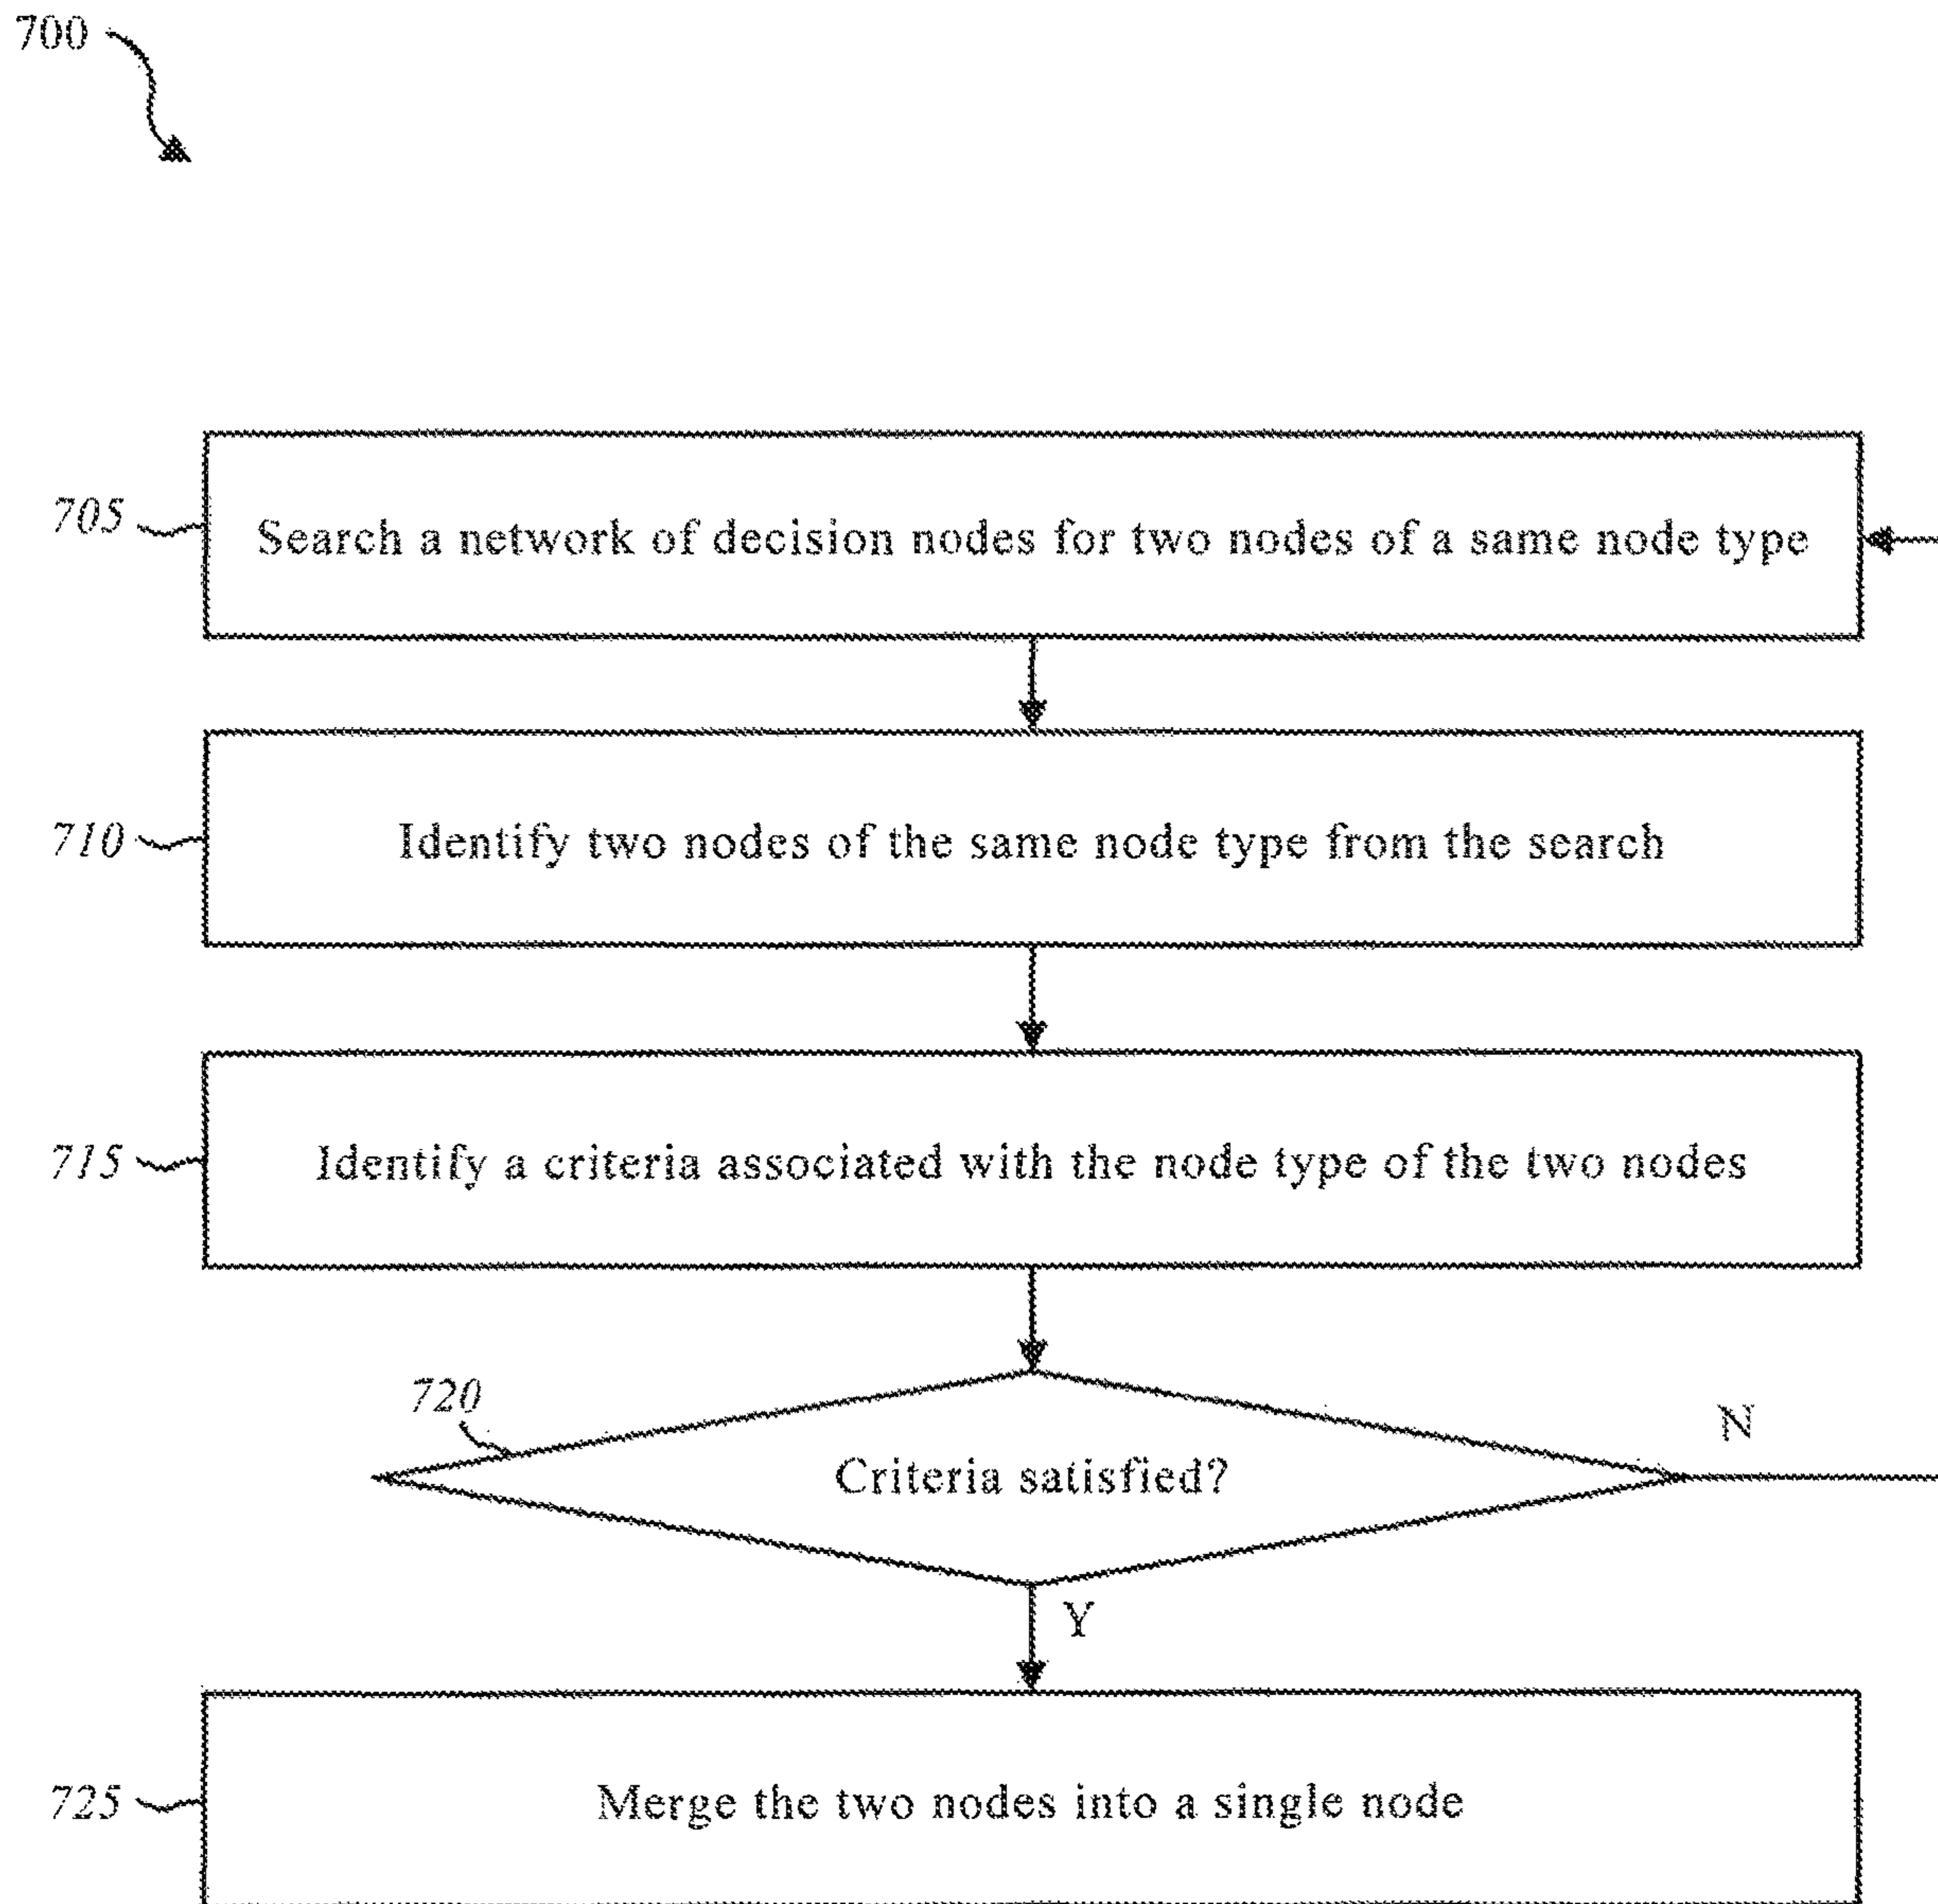 700
705
Search a network of decision nodes for two nodes of a same node type
710
Identify two nodes of the same node type from the search
715
Identify a criteria associated with the node type of the two nodes
720
N
Criteria satisfied?
Y
725
Merge the two nodes into a single node